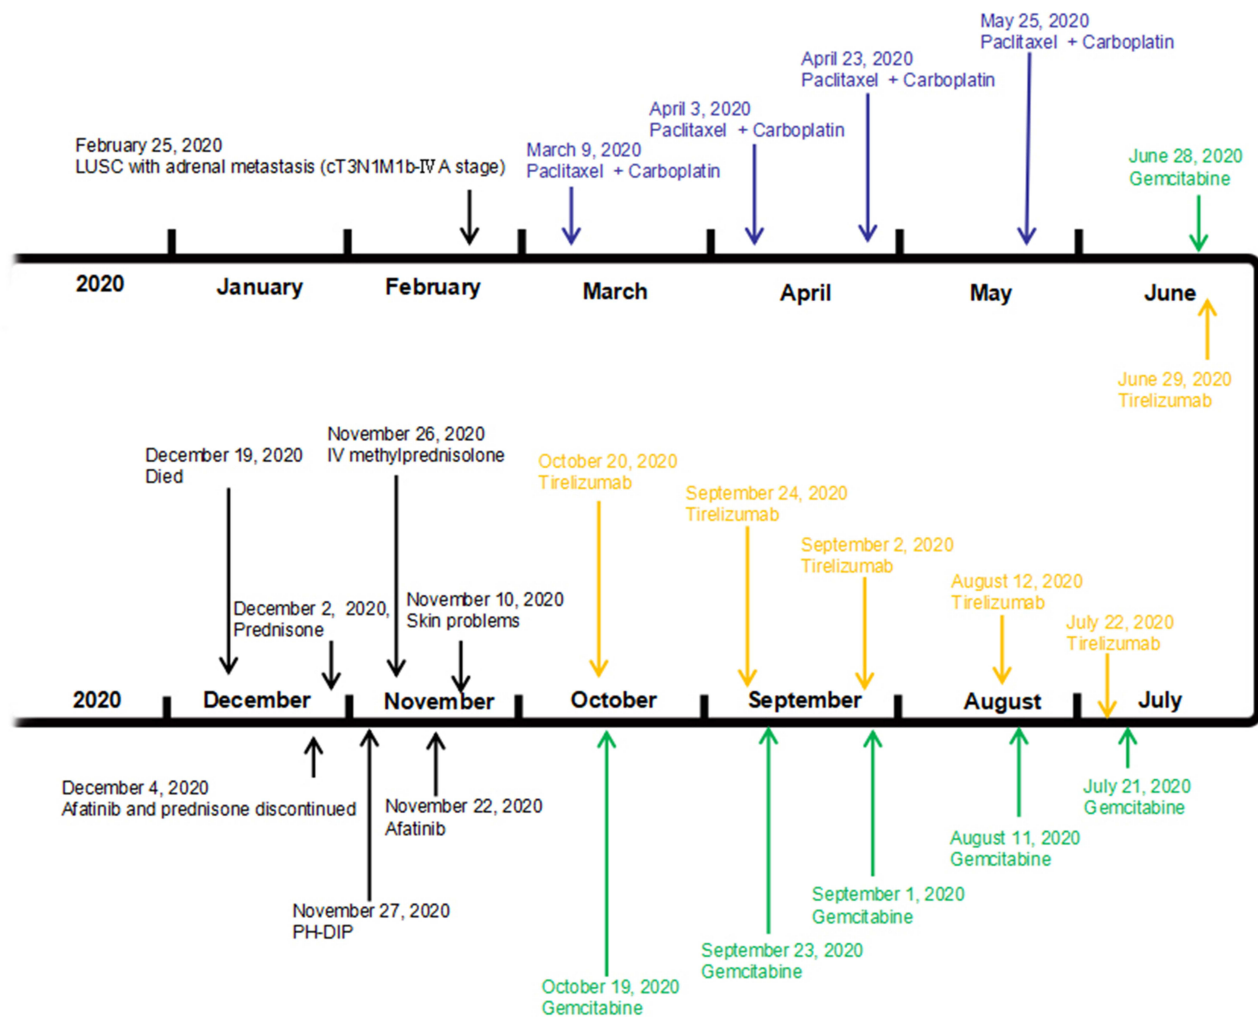 May 25, 2020
Paclitaxel + Carboplatin
April 23, 2020
Paclitaxel + Carboplatin
April 3, 2020
Paclitaxel + Carboplatin
March 9, 2020
Paclitaxel + Carboplatin
February 25, 2020
LUSC with adrenal metastasis (cT3N1M1b-IVA stage)
June 28, 2020
Gemcitabine
2020 January February March April May June
June 29, 2020
Tirelizumab
December 19, 2020
Died
November 26, 2020
IV methylprednisolone
October 20, 2020
Tirelizumab
September 24, 2020
Tirelizumab
September 2, 2020
Tirelizumab
August 12, 2020
Tirelizumab
July 22, 2020
Tirelizumab
December 2, 2020,
Prednisone
November 10, 2020
Skin problems
2020 December November October September August July
December 4, 2020
Afatinib and prednisone discontinued
November 22, 2020
Afatinib
July 21, 2020
Gemcitabine
August 11, 2020
Gemcitabine
September 1, 2020
Gemcitabine
November 27, 2020
PH-DIP
September 23, 2020
Gemcitabine
October 19, 2020
Gemcitabine